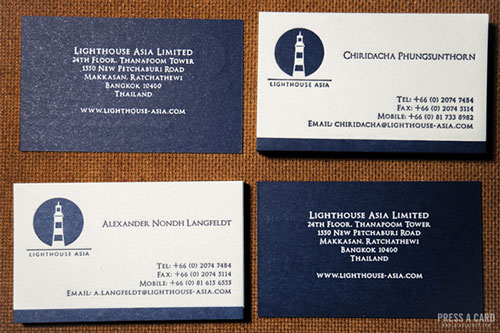 Lighthouse Asia Limited
24th Floor, Thanapoom Tower
1550 New Petchaburi Road
Makkasan, Ratchathewi
Bangkok 10400
Thailand
www.lighthouse-asia.com
LIGHTHOUSE ASIA
Chiridacha Phungsunthorn
Tel: +66 (0) 2074 7484
Fax: +66 (0) 2074 5114
Mobile: +66 (0) 81 733 8982
Email: chiridacha@lighthouse-asia.com
LIGHTHOUSE ASIA
Alexander Nondh Langfeldt
Tel: +66 (0) 2074 7484
Fax: +66 (0) 2074 5114
Mobile: +66 (0) 81 615 6555
Email: a.langfeldt@lighthouse-asia.com
Lighthouse Asia Limited
24th Floor, Thanapoom Tower
1550 New Petchaburi Road
Makkasan, Ratchathewi
Bangkok 10400
Thailand
www.lighthouse-asia.com
PRESS A CARD